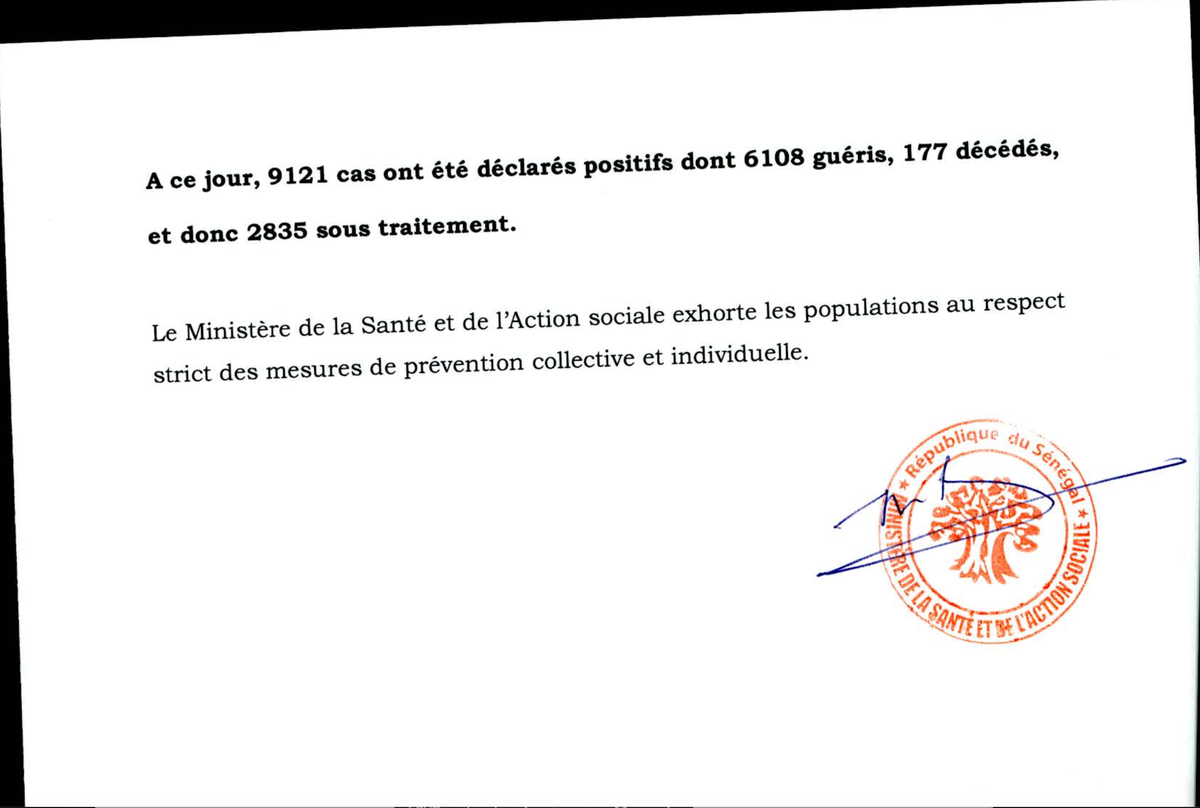 A ce jour, 9121 cas ont été déclarés positifs dont 6108 guéris, 177 décédés,
et donc 2835 sous traitement.
Le Ministère de la Santé et de l'Action sociale exhorte les populations au respect
strict des mesures de prévention collective et individuelle.
★ République du Sénégal ★
MINISTÈRE DE LA SANTÉ ET DE L'ACTION SOCIALE